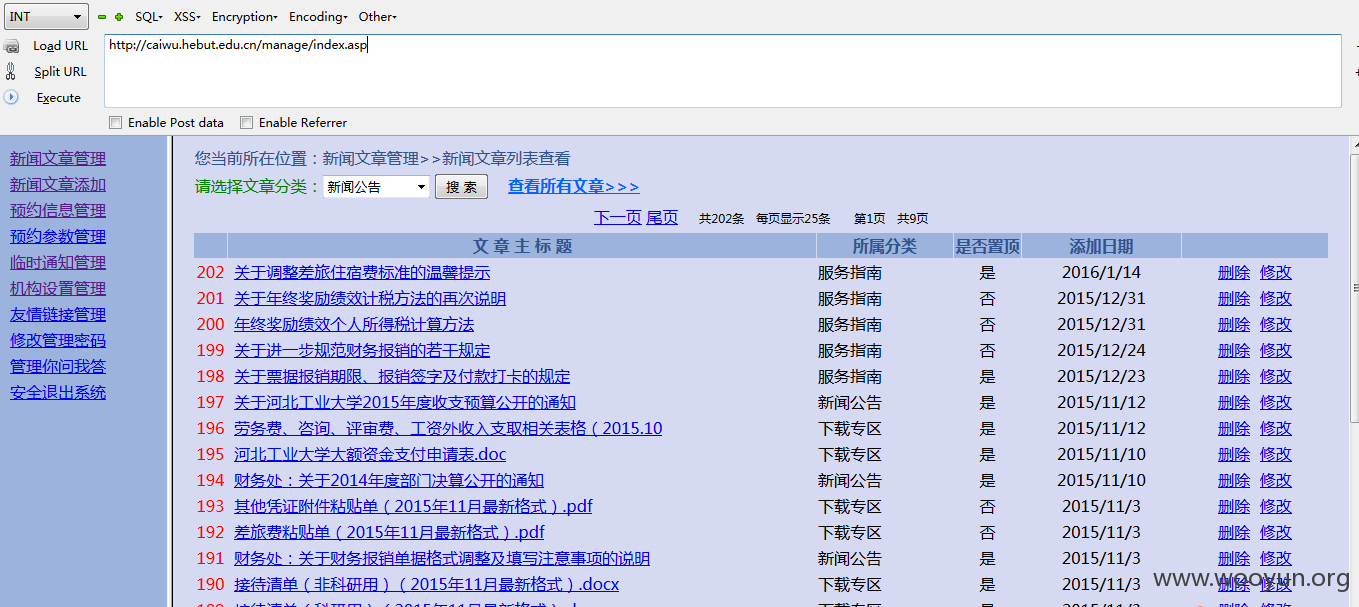 INT SQL- XSS- Encryption- Encoding- Other-
Load URL http://caiwu.hebut.edu.cn/manage/index.asp
Split URL
Execute
Enable Post data Enable Referrer
新闻文章管理
新闻文章添加
预约信息管理
预约参数管理
临时通知管理
机构设置管理
友情链接管理
修改管理密码
管理你问我答
安全退出系统
您当前所在位置：新闻文章管理>>新闻文章列表查看
请选择文章分类： 新闻公告 搜 索 查看所有文章>>>
下一页 尾页 共202条 每页显示25条 第1页 共9页
文 章 主 标 题 所属分类 是否置顶 添加日期
202 关于调整差旅住宿费标准的温馨提示 服务指南 是 2016/1/14 删除 修改
201 关于年终奖励绩效计税方法的再次说明 服务指南 否 2015/12/31 删除 修改
200 年终奖励绩效个人所得税计算方法 服务指南 否 2015/12/31 删除 修改
199 关于进一步规范财务报销的若干规定 服务指南 否 2015/12/24 删除 修改
198 关于票据报销期限、报销签字及付款打卡的规定 服务指南 是 2015/12/23 删除 修改
197 关于河北工业大学2015年度收支预算公开的通知 新闻公告 是 2015/11/12 删除 修改
196 劳务费、咨询、评审费、工资外收入支取相关表格（2015.10 下载专区 是 2015/11/12 删除 修改
195 河北工业大学大额资金支付申请表.doc 下载专区 是 2015/11/10 删除 修改
194 财务处：关于2014年度部门决算公开的通知 新闻公告 是 2015/11/10 删除 修改
193 其他凭证附件粘贴单（2015年11月最新格式）.pdf 下载专区 否 2015/11/3 删除 修改
192 差旅费粘贴单（2015年11月最新格式）.pdf 下载专区 否 2015/11/3 删除 修改
191 财务处：关于财务报销单据格式调整及填写注意事项的说明 新闻公告 是 2015/11/3 删除 修改
190 接待清单（非科研用）（2015年11月最新格式）.docx 下载专区 是 2015/11/3 删除 修改
www.wooyun.org